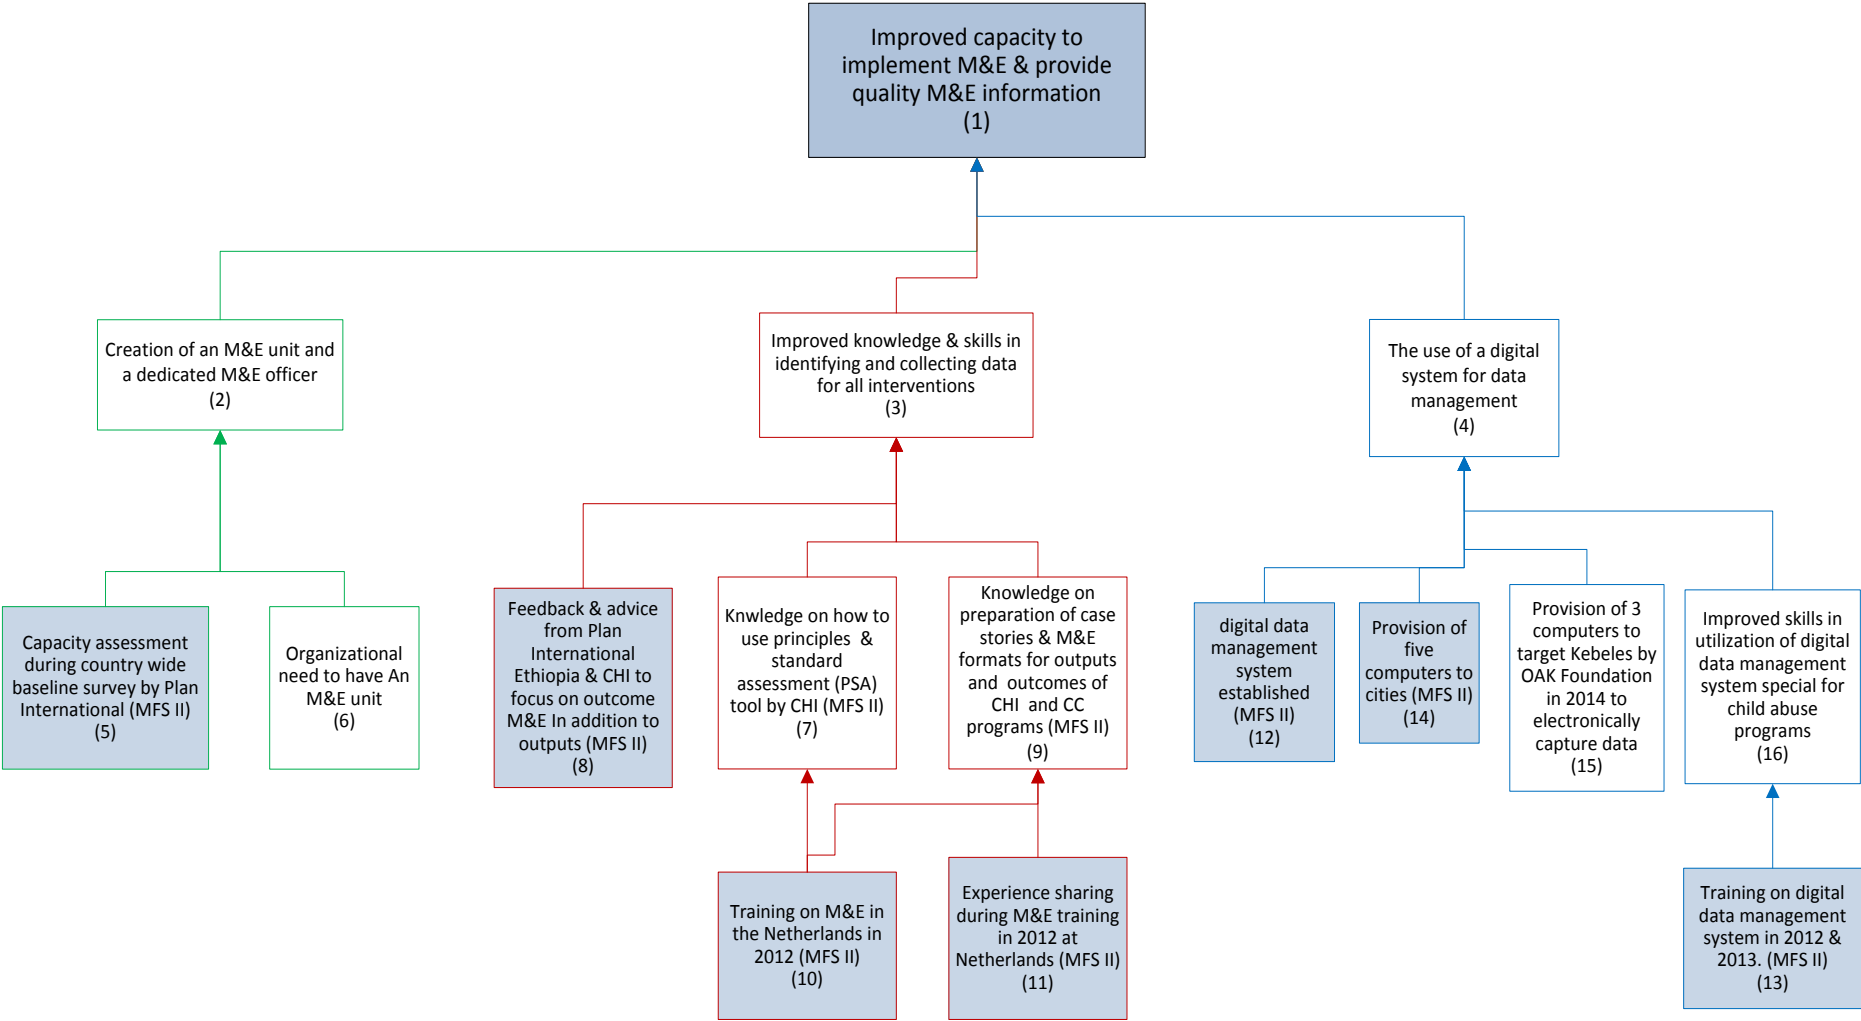 Improved capacity to
implement M&E & provide
quality M&E information
(1)
Creation of an M&E unit and
a dedicated M&E officer
(2)
Improved knowledge & skills in
identifying and collecting data
for all interventions
(3)
The use of a digital
system for data
management
(4)
Capacity assessment
during country wide
baseline survey by Plan
International (MFS II)
(5)
Organizational
need to have An
M&E unit
(6)
Feedback & advice
from Plan
International
Ethiopia & CHI to
focus on outcome
M&E In addition to
outputs (MFS II)
(8)
Knwledge on how to
use principles  &
standard
assessment (PSA)
tool by CHI (MFS II)
(7)
Knowledge on
preparation of case
stories & M&E
formats for outputs
and  outcomes of
CHI  and CC
programs (MFS II)
(9)
digital data
management
system
established
(MFS II)
(12)
Provision of
five
computers to
cities (MFS II)
(14)
Provision of 3
computers to
target Kebeles by
OAK Foundation
in 2014 to
electronically
capture data
(15)
Improved skills in
utilization of digital
data management
system special for
child abuse
programs
(16)
Training on M&E in
the Netherlands in
2012 (MFS II)
(10)
Experience sharing
during M&E training
in 2012 at
Netherlands (MFS II)
(11)
Training on digital
data management
system in 2012 &
2013. (MFS II)
(13)